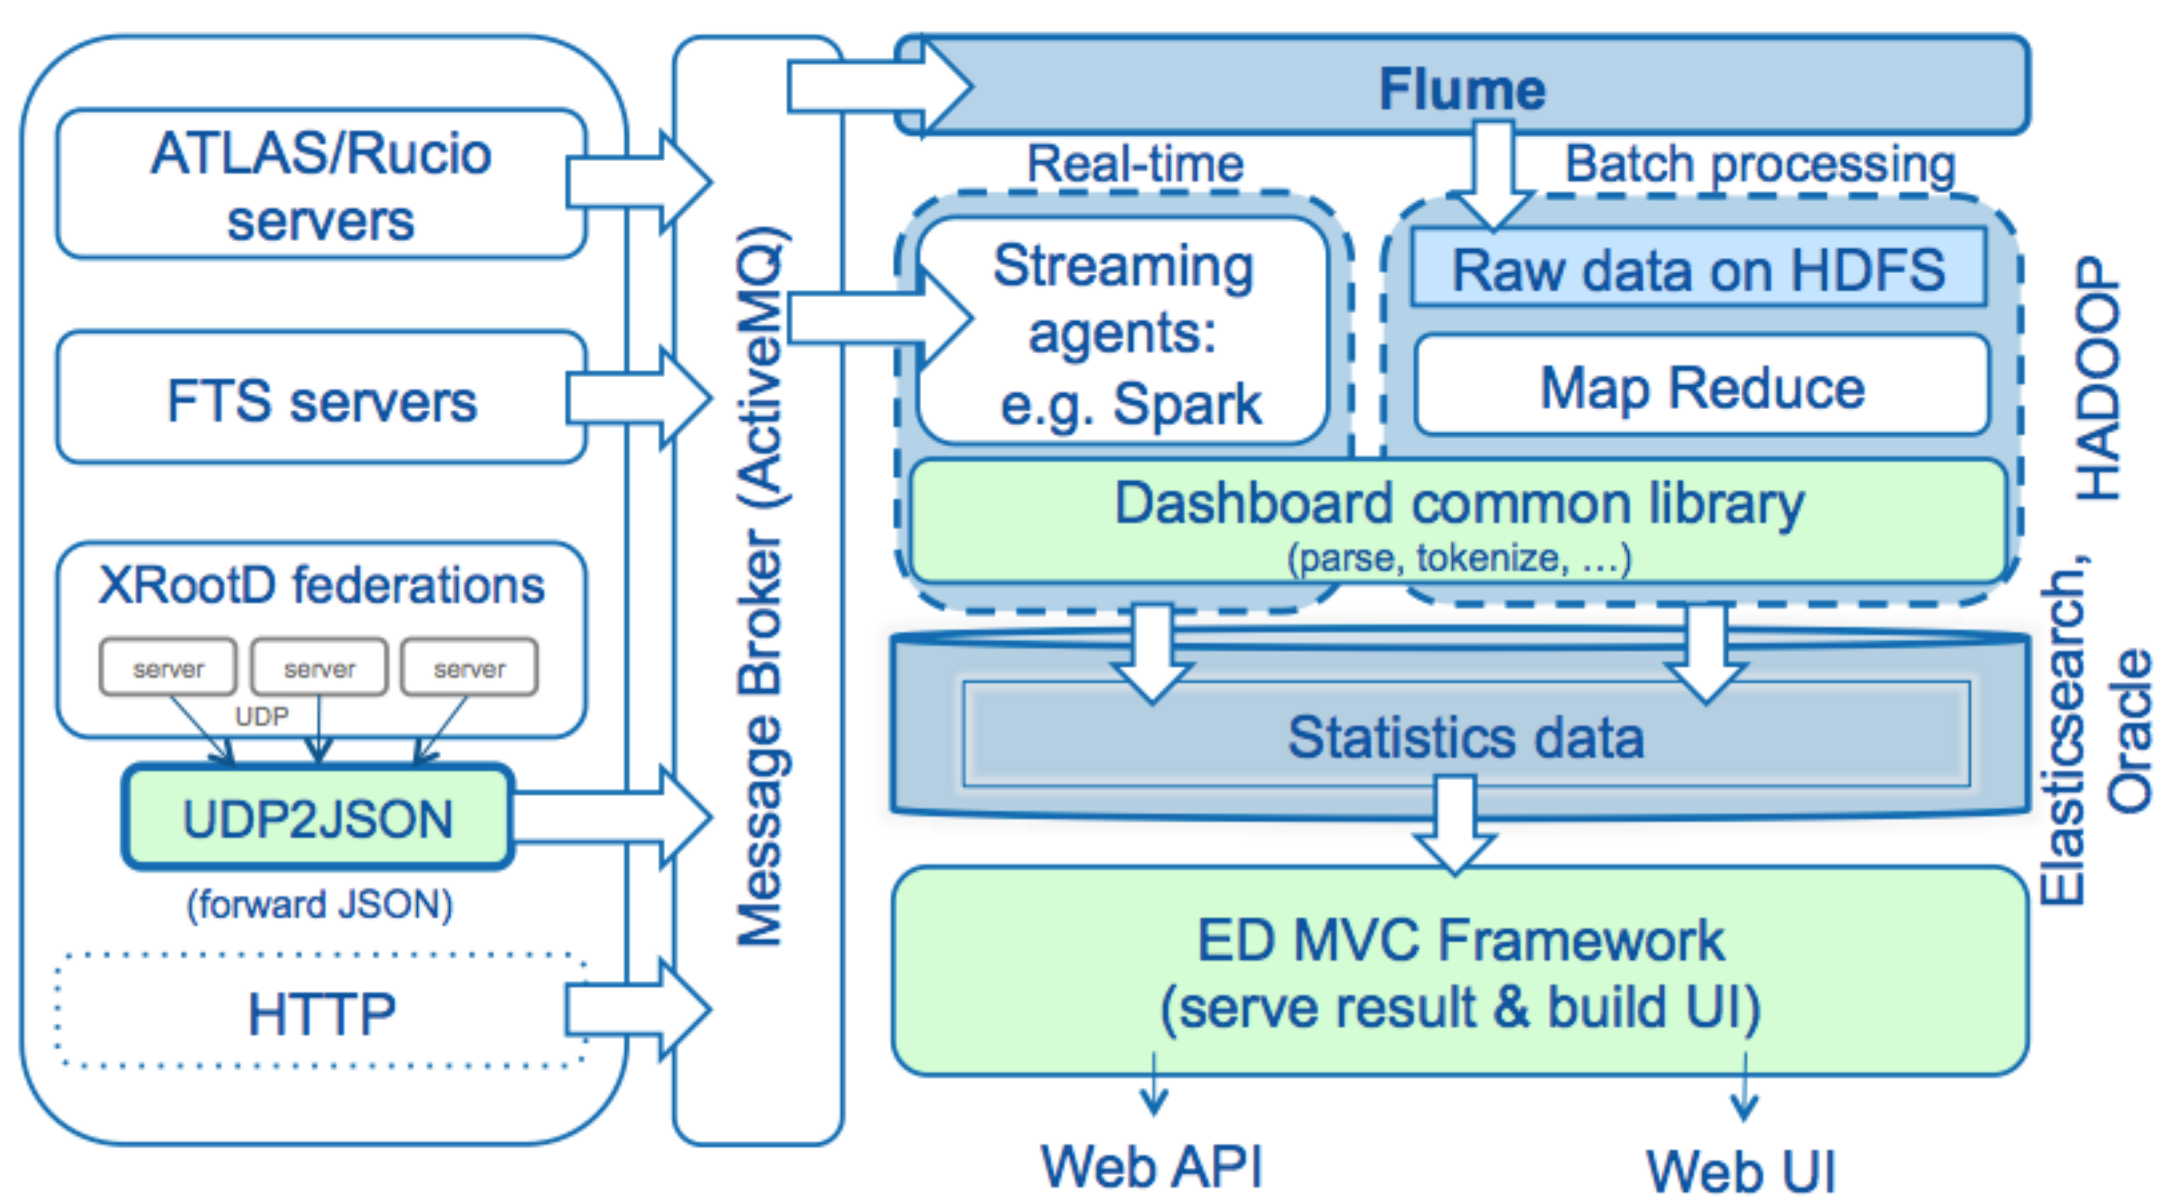 ATLAS/Rucio
servers
FTS servers
XRootD federations
server
server
server
UDP
UDP2JSON
(forward JSON)
HTTP
Message Broker (ActiveMQ)
Flume
Real-time
Batch processing
Streaming
agents:
e.g. Spark
Raw data on HDFS
Map Reduce
Dashboard common library
(parse, tokenize, …)
HADOOP
Statistics data
Elasticsearch,
Oracle
ED MVC Framework
(serve result & build UI)
Web API
Web UI